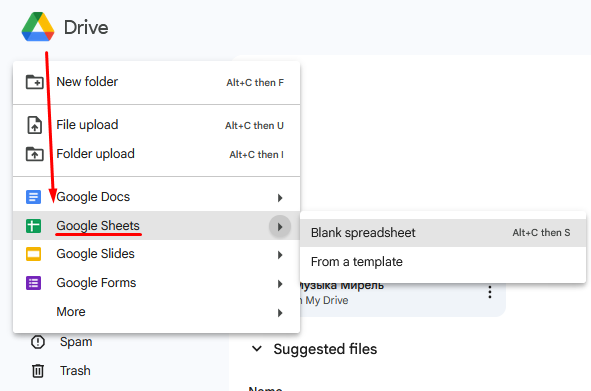 Drive
New folder Alt+C then F
File upload Alt+C then U
Folder upload Alt+C then I
Google Docs
Google Sheets
Blank spreadsheet Alt+C then S
Google Slides
From a template
Google Forms
Музыка Мирель
in My Drive
More
Spam
Suggested files
Trash
Name